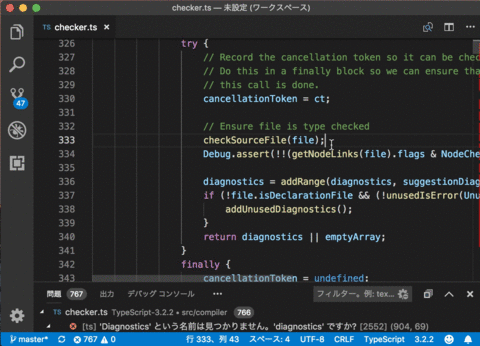 checker.ts — 未設定 (ワークスペース)
TS checker.ts ×
326 try {
327 // Record the cancellation token so it can be chec
328 // Do this in a finally block so we can ensure tha
329 // this call is done.
330 cancellationToken = ct;
331
332 // Ensure file is type checked
333 checkSourceFile(file);
334 Debug.assert(!!(getNodeLinks(file).flags & NodeChe
335
336 diagnostics = addRange(diagnostics, suggestionDiag
337 if (!file.isDeclarationFile && (!unusedIsError(Unu
338 addUnusedDiagnostics();
339 }
340 return diagnostics || emptyArray;
341 }
342 finally {
343 cancellationToken = undefined;
47
問題 767 出力 デバッグ コンソール ··· フィルター。例: tex...
TS checker.ts TypeScript-3.2.2 • src/compiler 766
[ts] 'Diagnostics' という名前は見つかりません。'diagnostics' ですか? [2552] (904, 69)
master* 行 333、列 43 スペース: 4 UTF-8 CRLF TypeScript 3.2.2